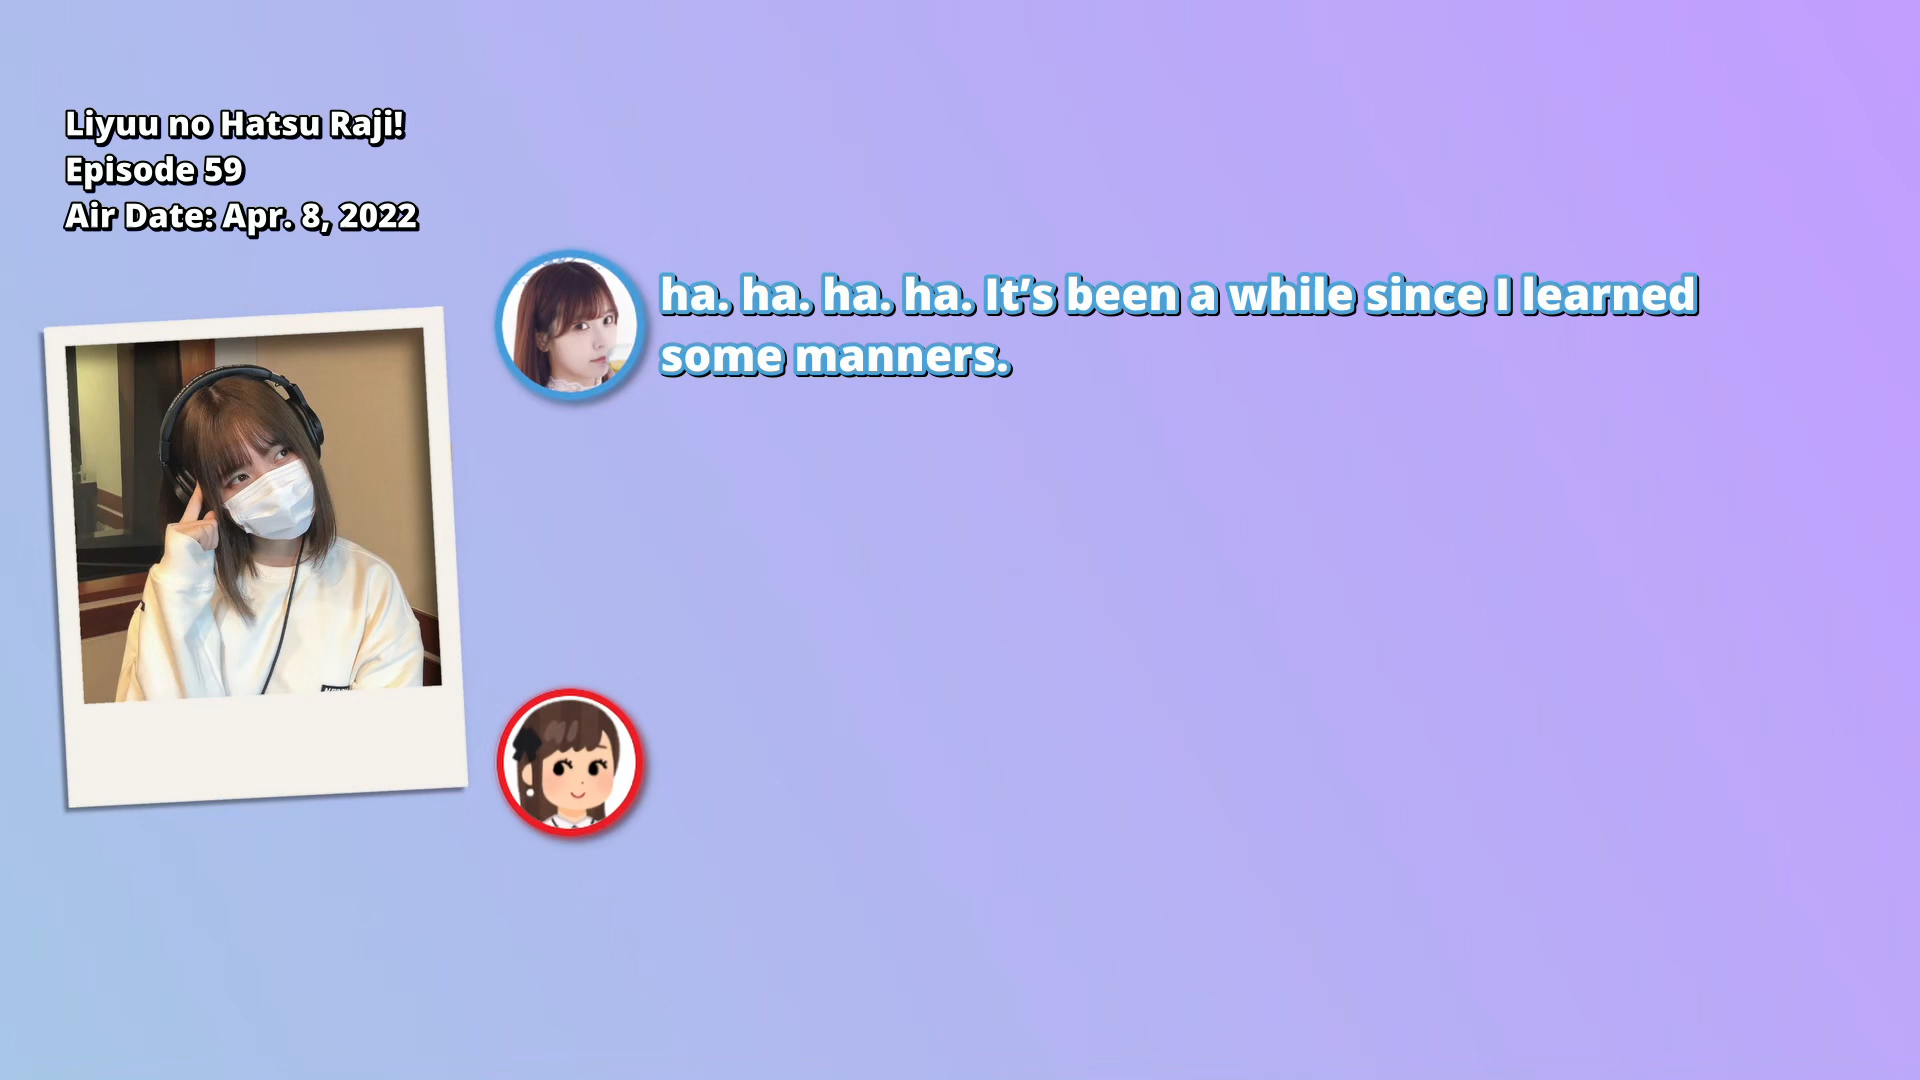 Liyuu no Hatsu Raji!
Episode 59
Air Date: Apr. 8, 2022
ha. ha. ha. ha. It’s been a while since I learned
some manners.